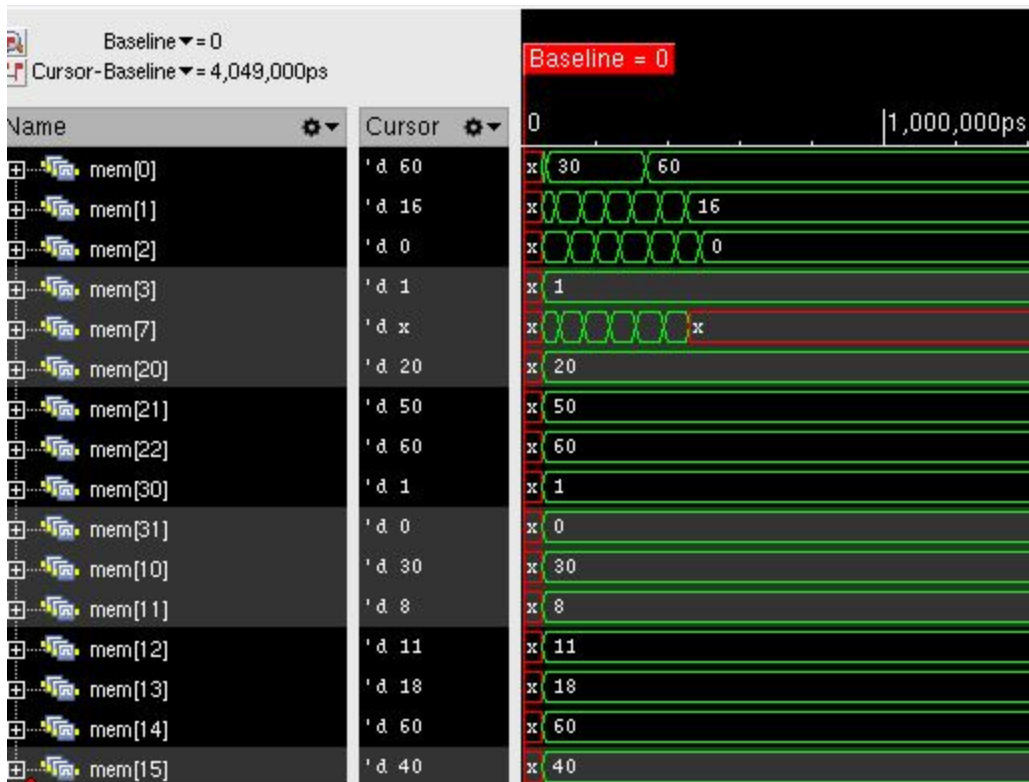 Baseline▼= 0
Cursor-Baseline▼= 4,049,000ps
Baseline = 0
Name Cursor 0 1,000,000ps
mem[0] 'd 60 x 30 60
mem[1] 'd 16 x 16
mem[2] 'd 0 x 0
mem[3] 'd 1 x 1
mem[7] 'd x x x
mem[20] 'd 20 x 20
mem[21] 'd 50 x 50
mem[22] 'd 60 x 60
mem[30] 'd 1 x 1
mem[31] 'd 0 x 0
mem[10] 'd 30 x 30
mem[11] 'd 8 x 8
mem[12] 'd 11 x 11
mem[13] 'd 18 x 18
mem[14] 'd 60 x 60
mem[15] 'd 40 x 40